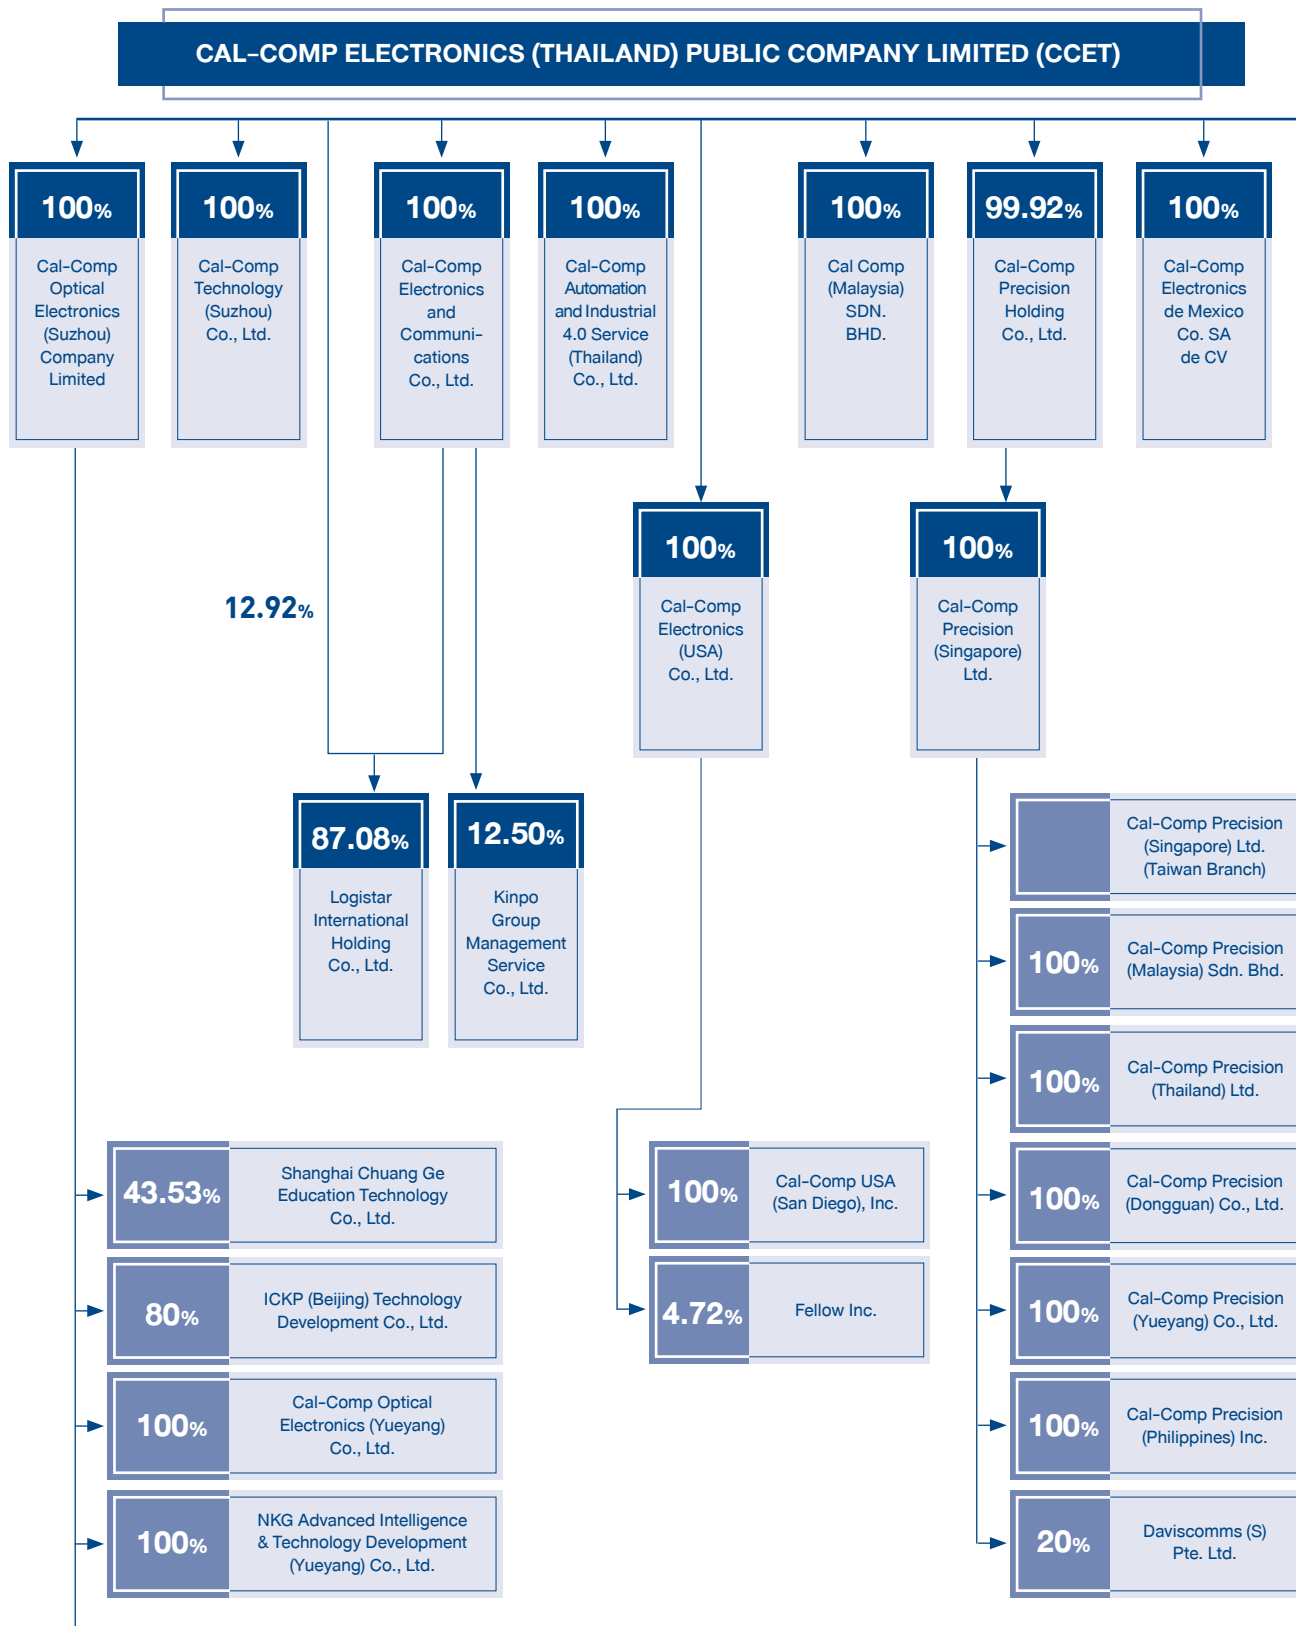 CAL-COMP ELECTRONICS (THAILAND) PUBLIC COMPANY LIMITED (CCET)
100%
Cal-Comp
Optical
Electronics
(Suzhou)
Company
Limited
100%
Cal-Comp
Technology
(Suzhou)
Co., Ltd.
100%
Cal-Comp
Electronics
and
Communi-
cations
Co., Ltd.
100%
Cal-Comp
Automation
and Industrial
4.0 Service
(Thailand)
Co., Ltd.
100%
Cal Comp
(Malaysia)
SDN.
BHD.
99.92%
Cal-Comp
Precision
Holding
Co., Ltd.
100%
Cal-Comp
Electronics
de Mexico
Co. SA
de CV
12.92%
100%
Cal-Comp
Electronics
(USA)
Co., Ltd.
100%
Cal-Comp
Precision
(Singapore)
Ltd.
87.08%
Logistar
International
Holding
Co., Ltd.
12.50%
Kinpo
Group
Management
Service
Co., Ltd.
Cal-Comp Precision
(Singapore) Ltd.
(Taiwan Branch)
100%
Cal-Comp Precision
(Malaysia) Sdn. Bhd.
100%
Cal-Comp Precision
(Thailand) Ltd.
100%
Cal-Comp Precision
(Dongguan) Co., Ltd.
100%
Cal-Comp Precision
(Yueyang) Co., Ltd.
100%
Cal-Comp Precision
(Philippines) Inc.
20%
Daviscomms (S)
Pte. Ltd.
43.53%
Shanghai Chuang Ge
Education Technology
Co., Ltd.
80%
ICKP (Beijing) Technology
Development Co., Ltd.
100%
Cal-Comp Optical
Electronics (Yueyang)
Co., Ltd.
100%
NKG Advanced Intelligence
& Technology Development
(Yueyang) Co., Ltd.
100%
Cal-Comp USA
(San Diego), Inc.
4.72%
Fellow Inc.